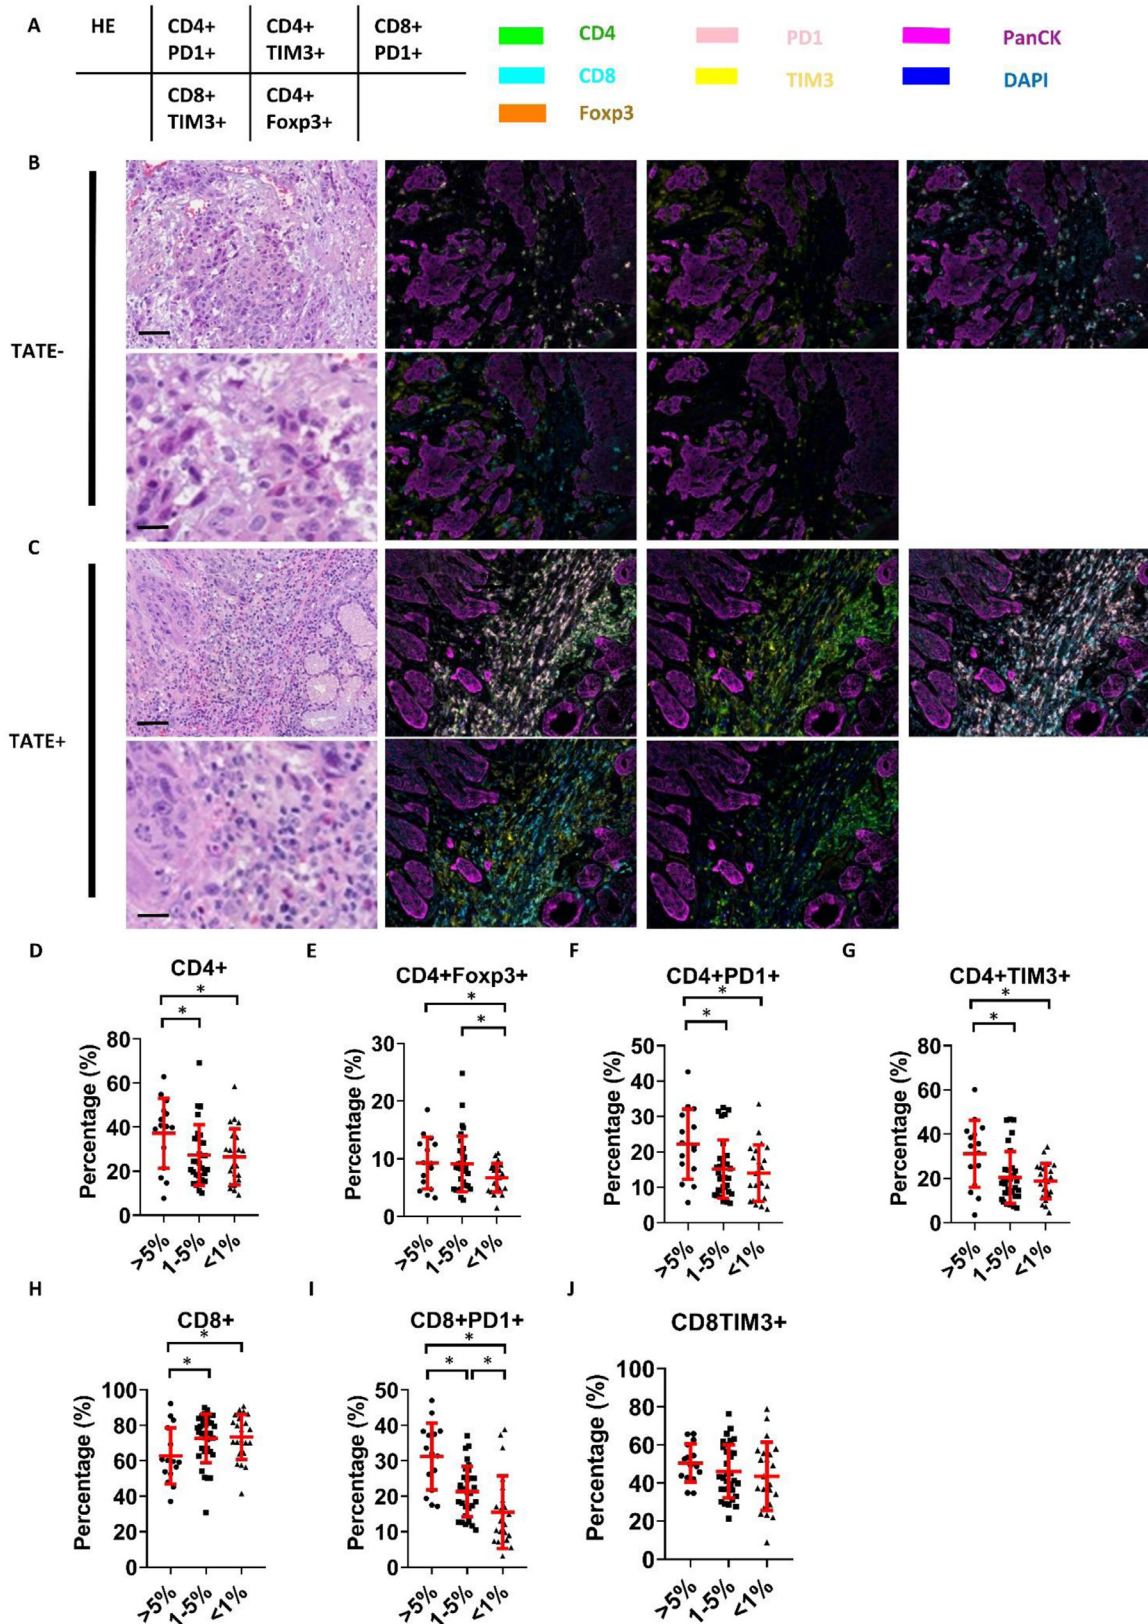 A
HE
CD4+
PD1+
CD4+
TIM3+
CD8+
PD1+
CD8+
TIM3+
CD4+
Foxp3+
CD4
PD1
PanCK
CD8
TIM3
DAPI
Foxp3
B
TATE-
C
TATE+
D
CD4+
*
*
Percentage (%)
80
60
40
20
0
>5%
1-5%
<1%
E
CD4+Foxp3+
*
*
Percentage (%)
30
20
10
0
>5%
1-5%
<1%
F
CD4+PD1+
*
*
Percentage (%)
50
40
30
20
10
0
>5%
1-5%
<1%
G
CD4+TIM3+
*
*
Percentage (%)
80
60
40
20
0
>5%
1-5%
<1%
H
CD8+
*
*
Percentage (%)
100
80
60
40
20
0
>5%
1-5%
<1%
I
CD8+PD1+
*
*
*
Percentage (%)
50
40
30
20
10
0
>5%
1-5%
<1%
J
CD8TIM3+
Percentage (%)
100
80
60
40
20
0
>5%
1-5%
<1%